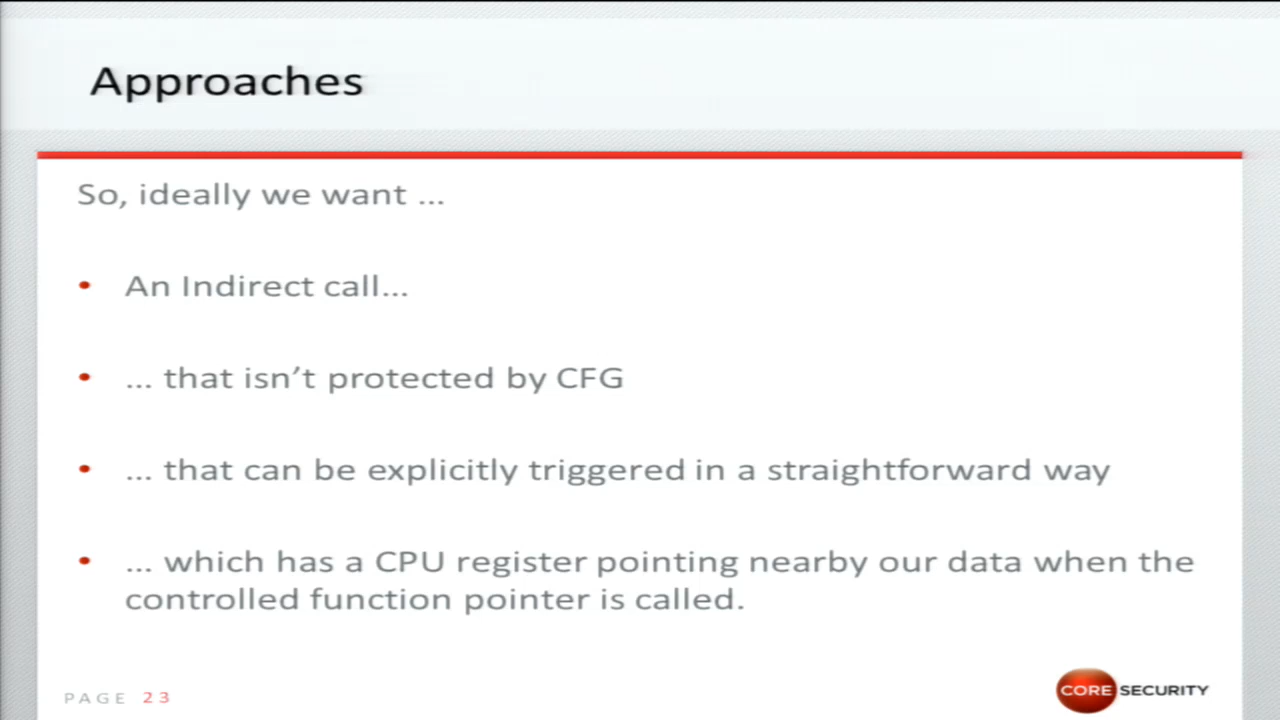 Approaches
So, ideally we want ...
• An Indirect call...
• ... that isn’t protected by CFG
• ... that can be explicitly triggered in a straightforward way
• ... which has a CPU register pointing nearby our data when the
controlled function pointer is called.
PAGE 23
CORE SECURITY